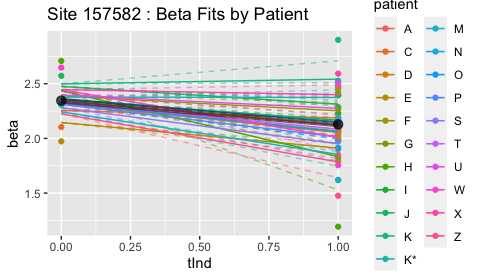 Site 157582 : Beta Fits by Patient
beta
2.5
2.0
1.5
0.00
0.25
0.50
0.75
1.00
tInd
patient
A
C
D
E
F
G
H
I
J
K
K*
M
N
O
P
S
T
U
W
X
Z